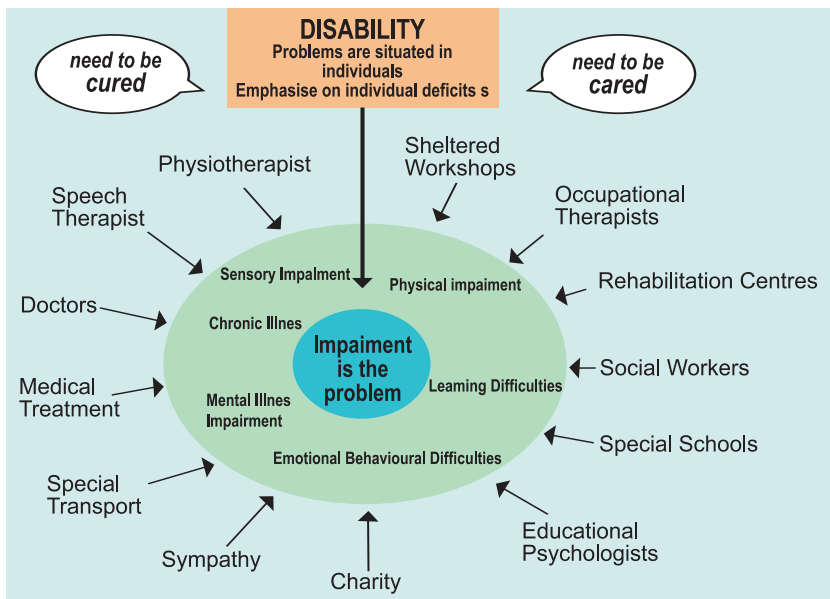 DISABILITY
Problems are situated in
individuals
Emphasise on individual deficits s
need to be
cured
need to be
cared
Physiotherapist
Sheltered
Workshops
Speech
Therapist
Occupational
Therapists
Sensory Impalment
Physical impaiment
Rehabilitation Centres
Doctors
Chronic Illnes
Impaiment
is the
problem
Social Workers
Medical
Treatment
Mental Illnes
Impairment
Leaming Difficulties
Special Schools
Emotional Behavioural Difficulties
Special
Transport
Educational
Psychologists
Sympathy
Charity